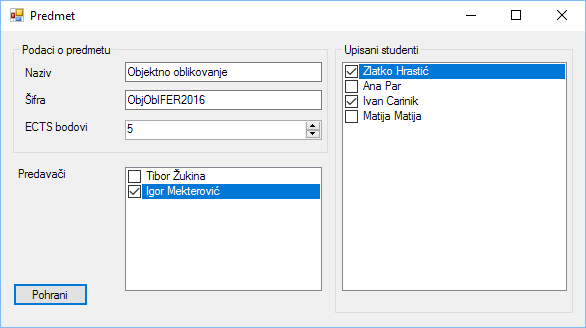 Predmet
Podaci o predmetu
Naziv
Objektno oblikovanje
Šifra
ObjOblFER2016
ECTS bodovi
5
Predavači
Tibor Žukina
Igor Mekterović
Pohrani
Upisani studenti
Zlatko Hrastić
Ana Par
Ivan Carinik
Matija Matija